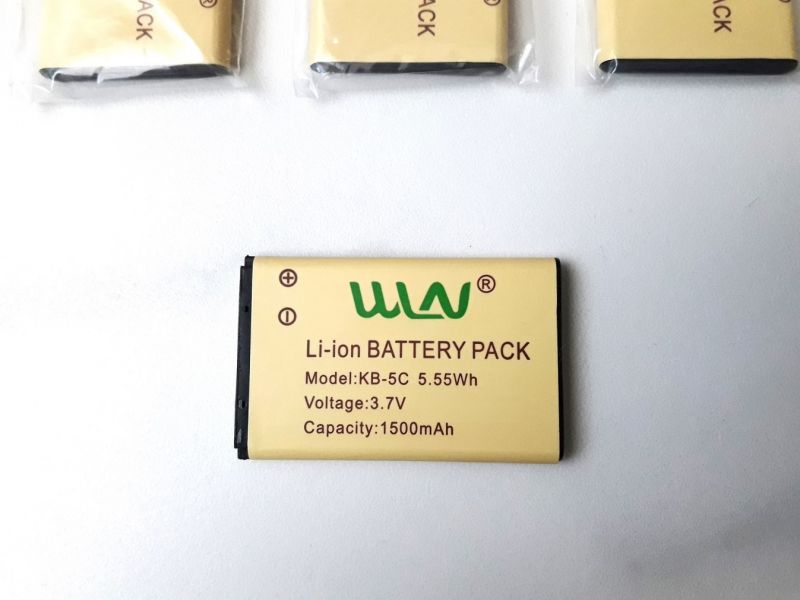 PACK
®
PACK
®
PACK
®
WLN®
Li-ion BATTERY PACK
Model:KB-5C 5.55Wh
Voltage:3.7V
Capacity:1500mAh